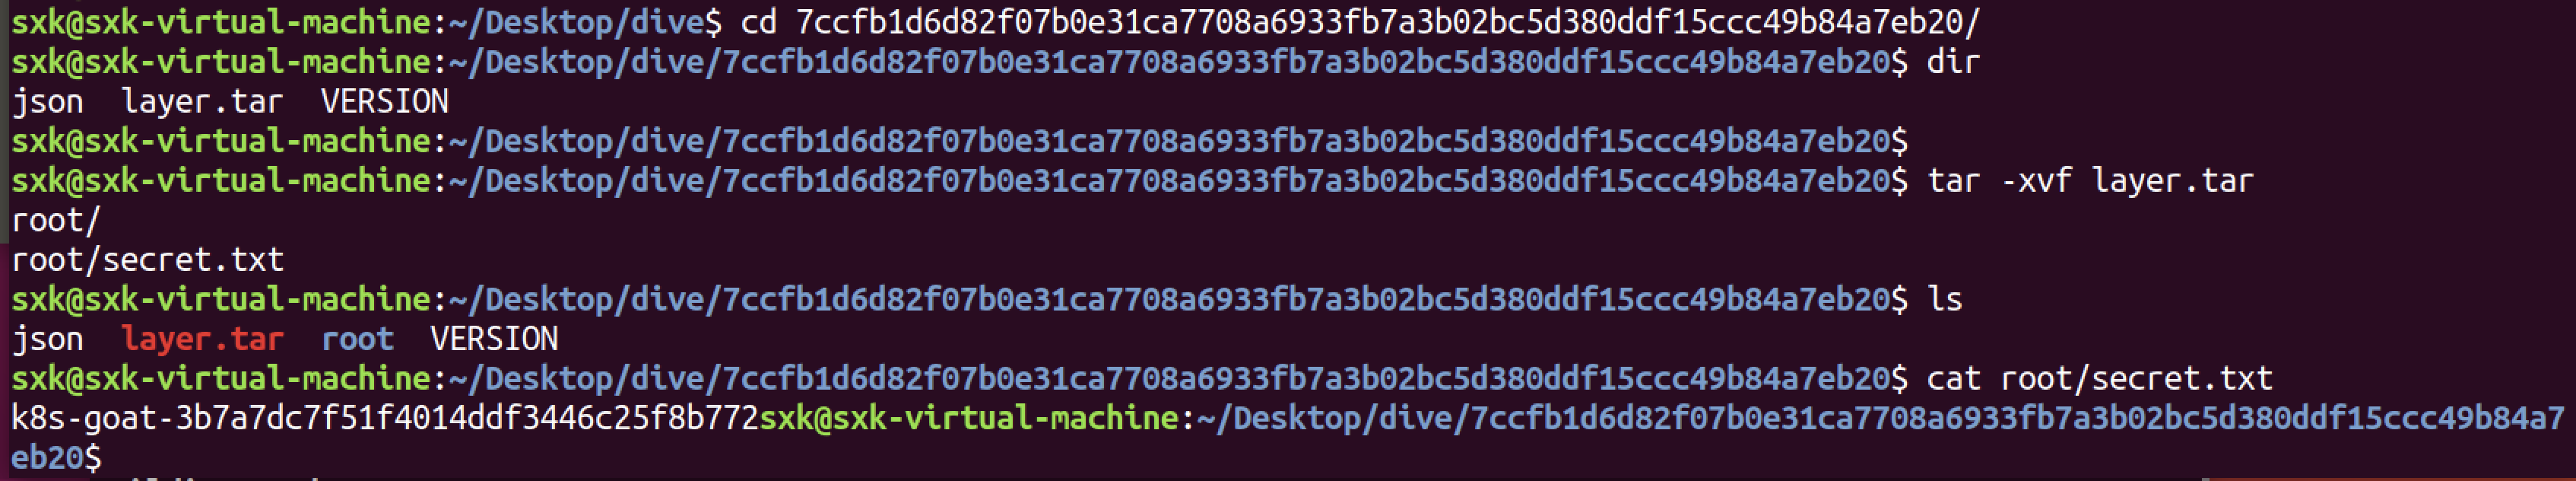 sxk@sxk-virtual-machine:~/Desktop/dive$ cd 7ccfb1d6d82f07b0e31ca7708a6933fb7a3b02bc5d380ddf15ccc49b84a7eb20/
sxk@sxk-virtual-machine:~/Desktop/dive/7ccfb1d6d82f07b0e31ca7708a6933fb7a3b02bc5d380ddf15ccc49b84a7eb20$ dir
json  layer.tar  VERSION
sxk@sxk-virtual-machine:~/Desktop/dive/7ccfb1d6d82f07b0e31ca7708a6933fb7a3b02bc5d380ddf15ccc49b84a7eb20$
sxk@sxk-virtual-machine:~/Desktop/dive/7ccfb1d6d82f07b0e31ca7708a6933fb7a3b02bc5d380ddf15ccc49b84a7eb20$ tar -xvf layer.tar
root/
root/secret.txt
sxk@sxk-virtual-machine:~/Desktop/dive/7ccfb1d6d82f07b0e31ca7708a6933fb7a3b02bc5d380ddf15ccc49b84a7eb20$ ls
json  layer.tar  root  VERSION
sxk@sxk-virtual-machine:~/Desktop/dive/7ccfb1d6d82f07b0e31ca7708a6933fb7a3b02bc5d380ddf15ccc49b84a7eb20$ cat root/secret.txt
k8s-goat-3b7a7dc7f51f4014ddf3446c25f8b772sxk@sxk-virtual-machine:~/Desktop/dive/7ccfb1d6d82f07b0e31ca7708a6933fb7a3b02bc5d380ddf15ccc49b84a7
eb20$